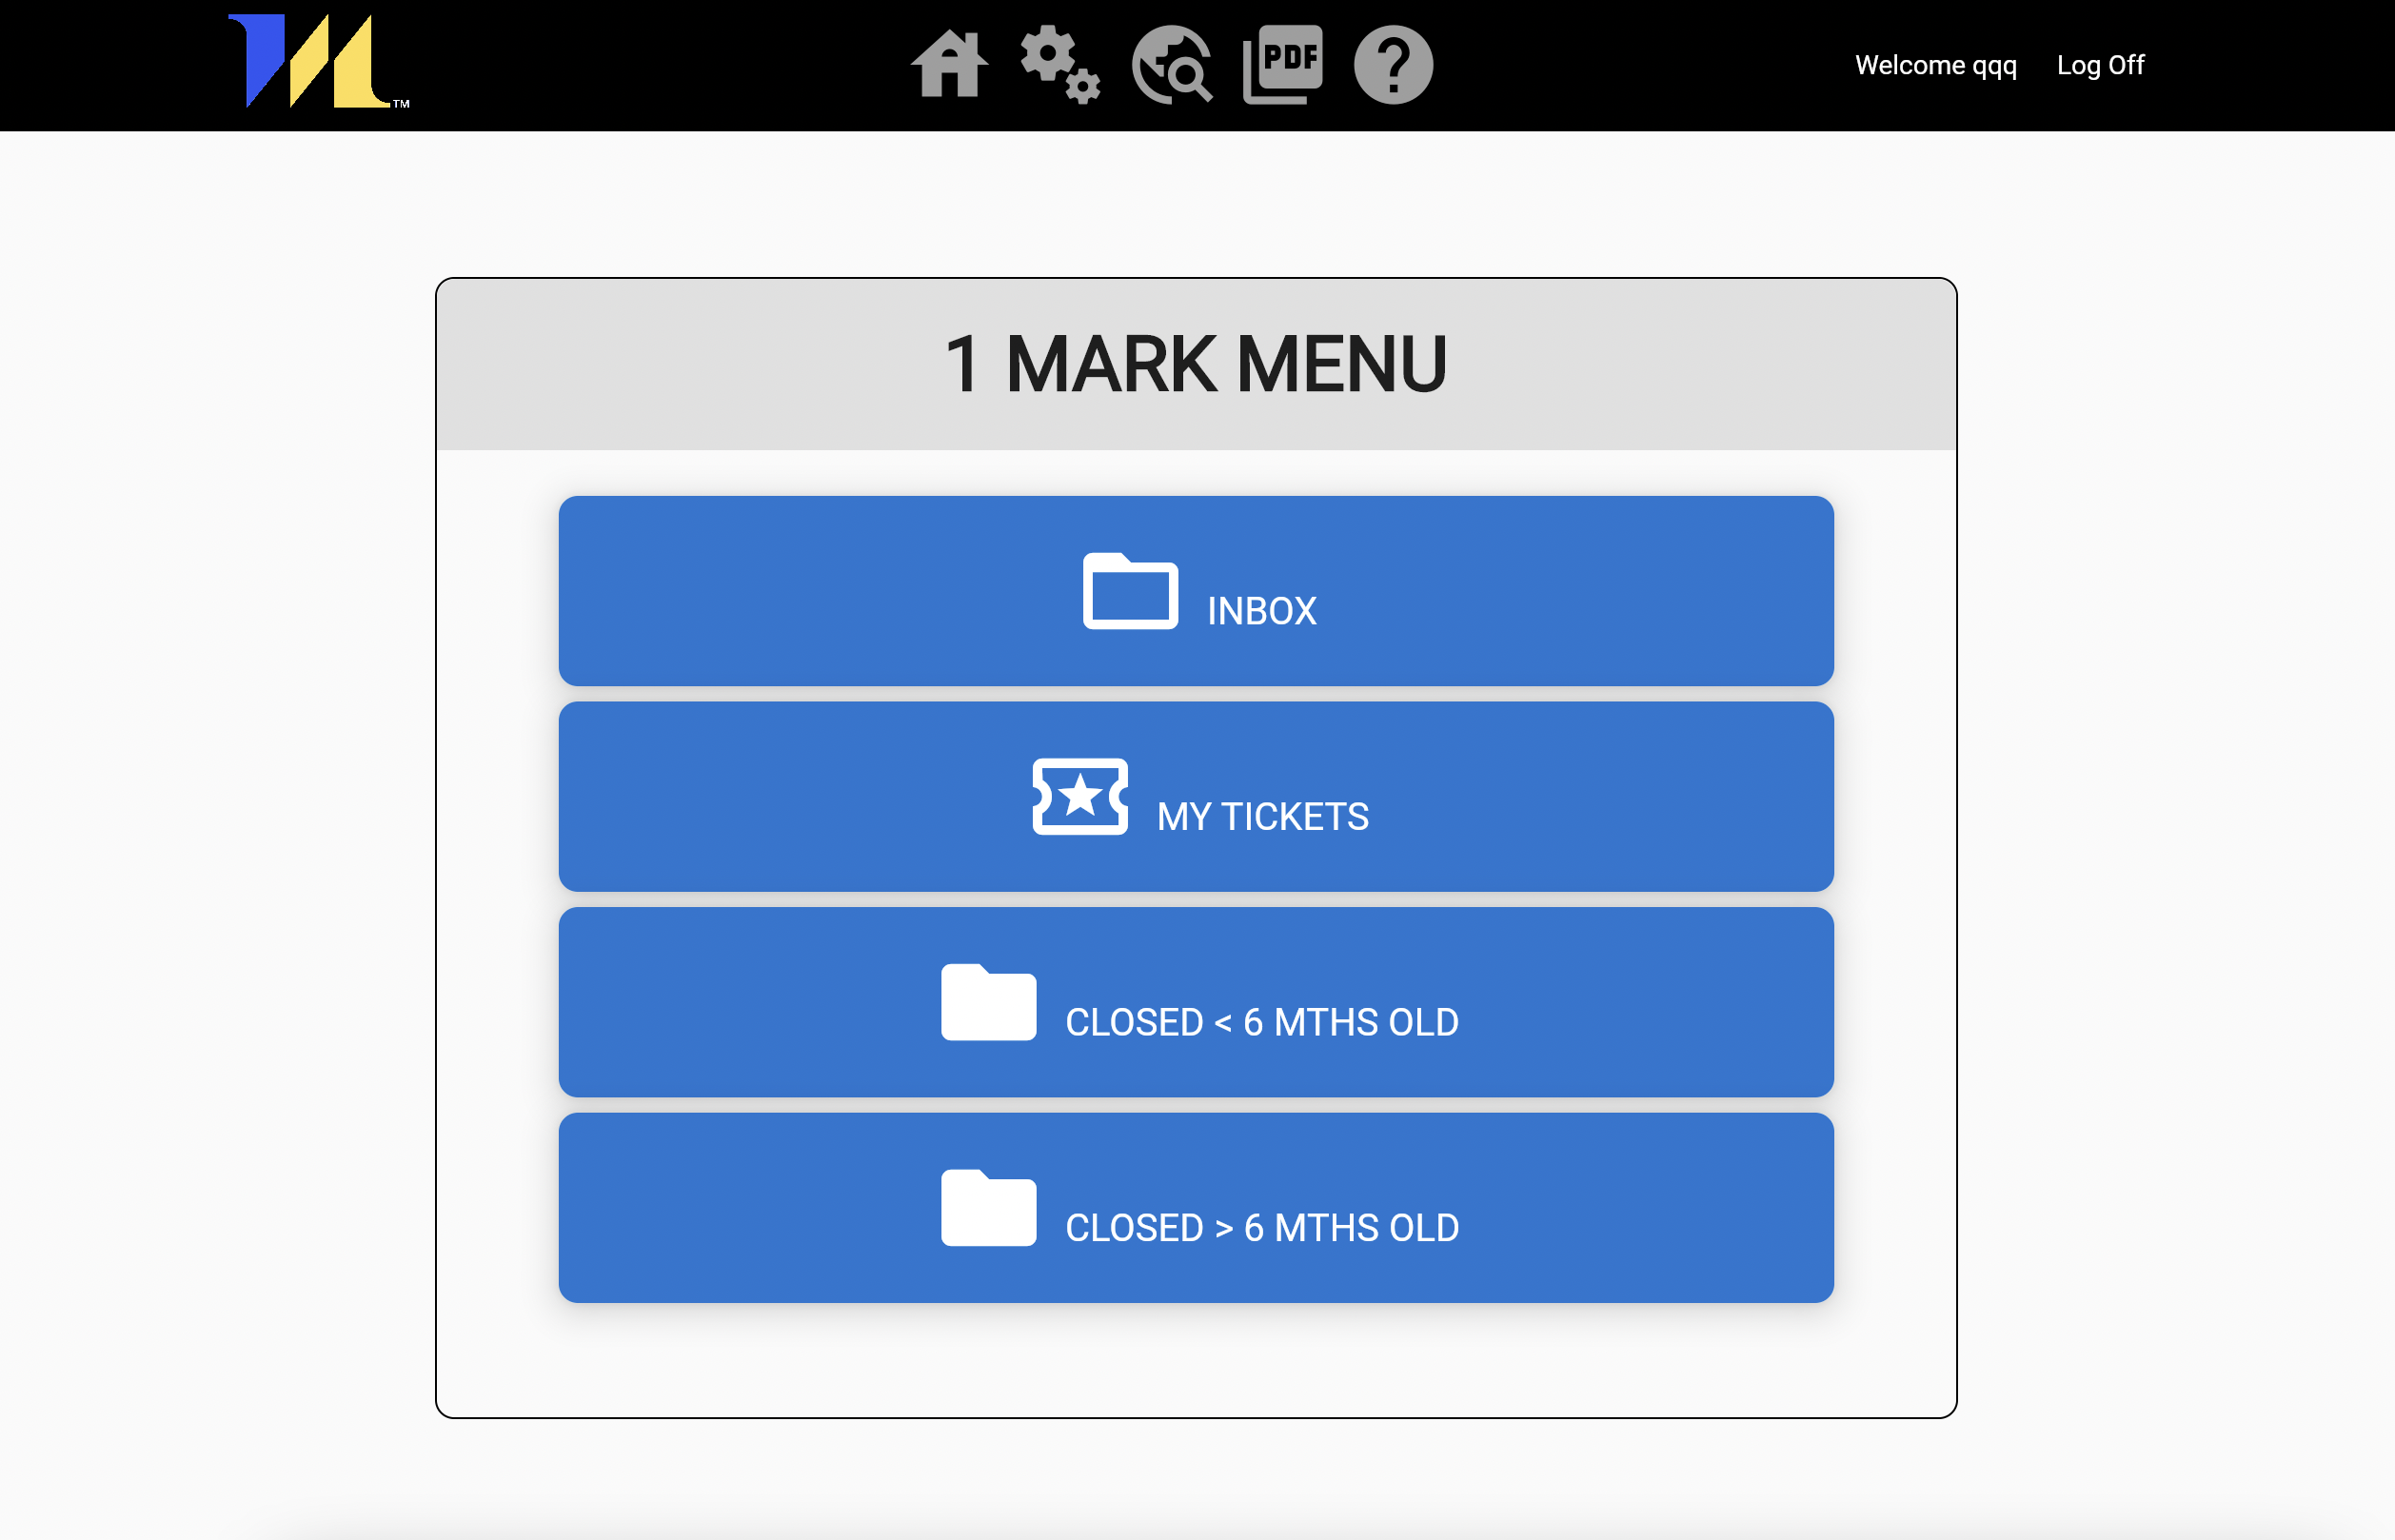 ™
PDF
?
Welcome qqq
Log Off
1 MARK MENU
INBOX
MY TICKETS
CLOSED < 6 MTHS OLD
CLOSED > 6 MTHS OLD